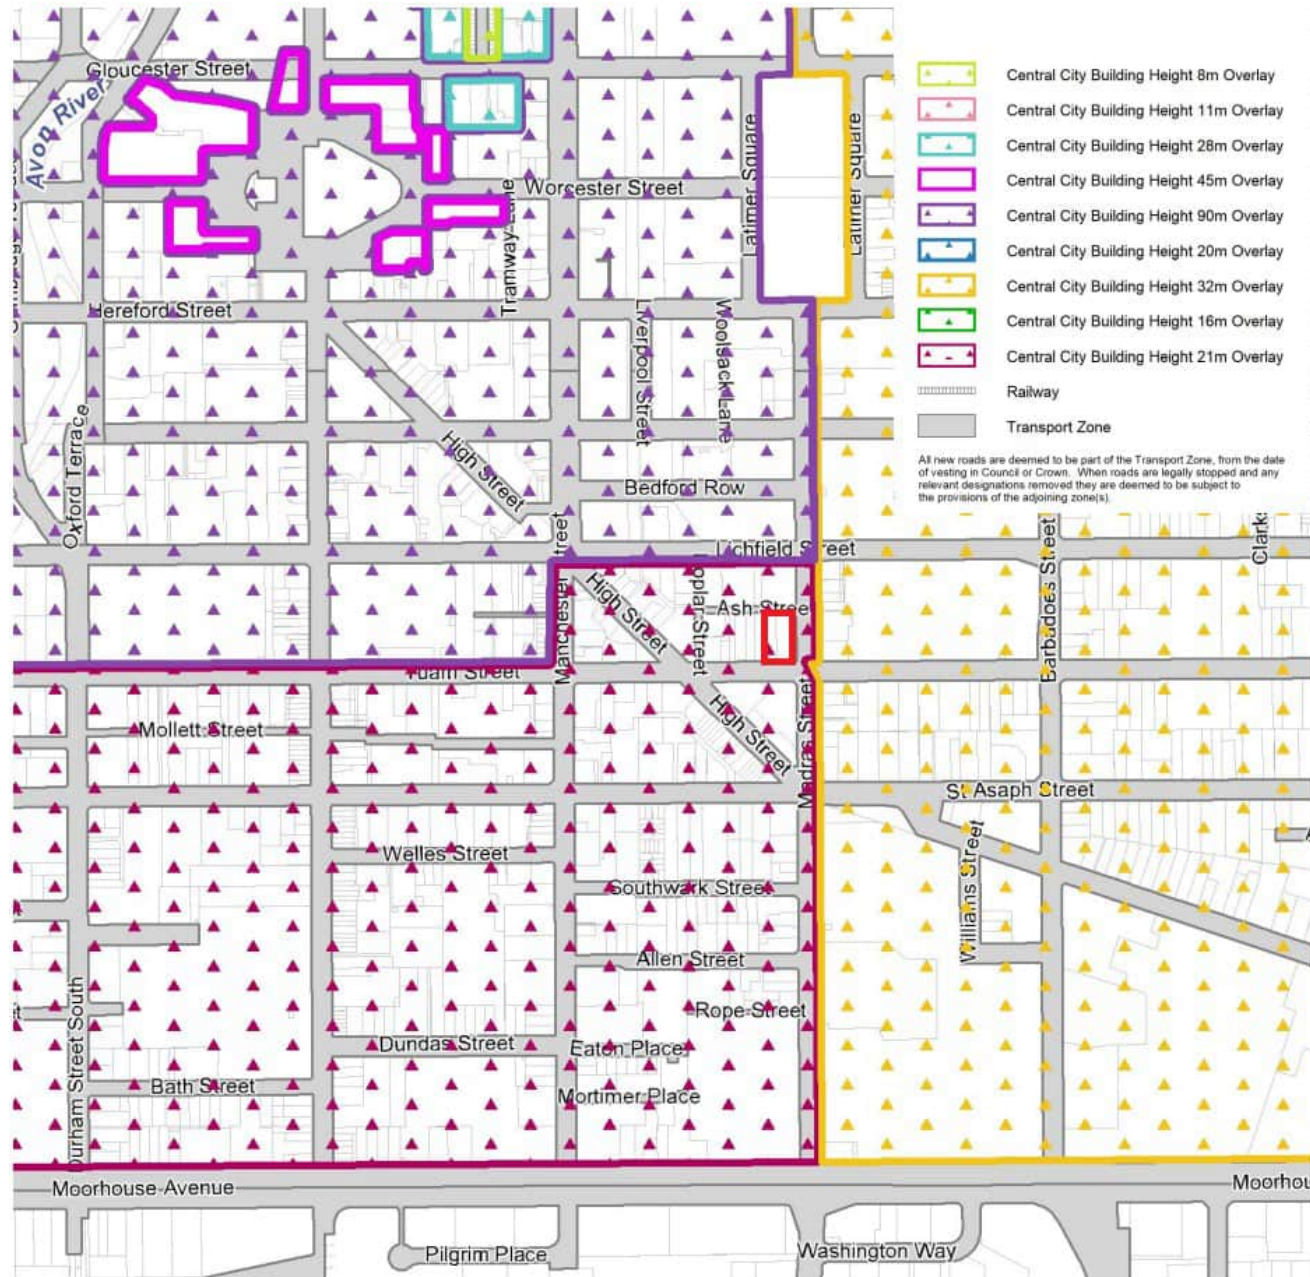 Gloucester Street
Avon River
Worcester Street
Latimer Square
Latimer Square
Tramway Lane
Hereford Street
Liverpool Street
Woolsack Lane
Oxford Terrace
High Street
Bedford Row
Lichfield Street
Manchester Street
High Street
Poplar Street
Ash Street
Barbadoes Street
Clarks
Tuam Street
Mollett Street
High Street
Madras Street
St Asaph Street
Welles Street
Southwark Street
Williams Street
Allen Street
Rope Street
Durham Street South
Dundas Street
Eaton Place
Bath Street
Mortimer Place
Moorhouse Avenue
Moorhou
Pilgrim Place
Washington Way
Central City Building Height 8m Overlay
Central City Building Height 11m Overlay
Central City Building Height 28m Overlay
Central City Building Height 45m Overlay
Central City Building Height 90m Overlay
Central City Building Height 20m Overlay
Central City Building Height 32m Overlay
Central City Building Height 16m Overlay
Central City Building Height 21m Overlay
Railway
Transport Zone
All new roads are deemed to be part of the Transport Zone, from the date
of vesting in Council or Crown. When roads are legally stopped and any
relevant designations removed they are deemed to be subject to
the provisions of the adjoining zone(s).